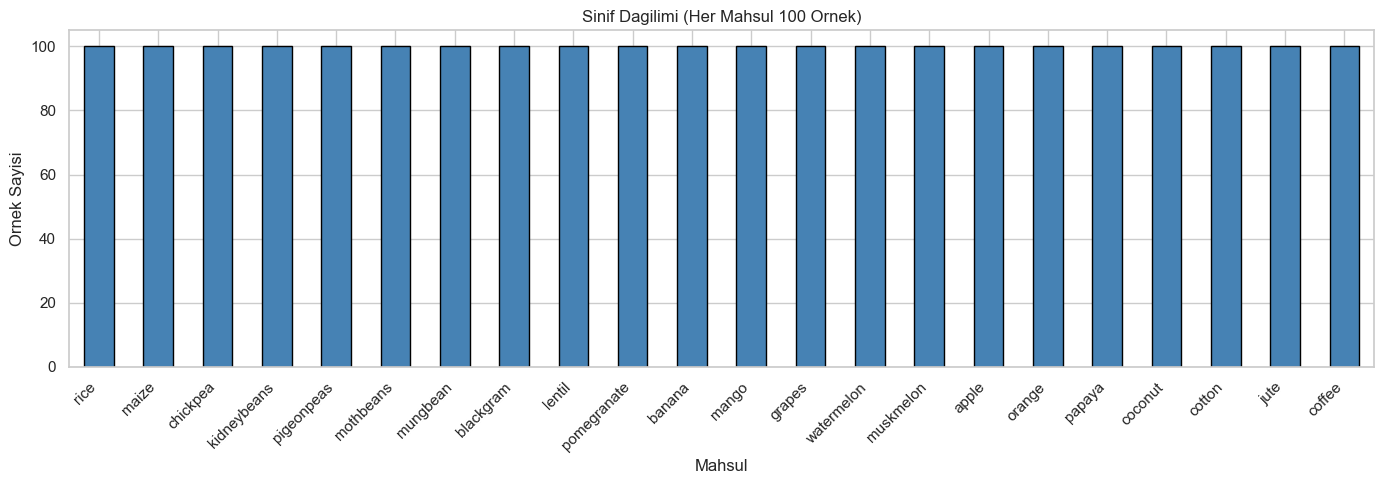 Sinif Dagilimi (Her Mahsul 100 Ornek)
Ornek Sayisi
100
80
60
40
20
0
rice
maize
chickpea
kidneybeans
pigeonpeas
mothbeans
mungbean
blackgram
lentil
pomegranate
banana
mango
grapes
watermelon
muskmelon
apple
orange
papaya
coconut
cotton
jute
coffee
Mahsul